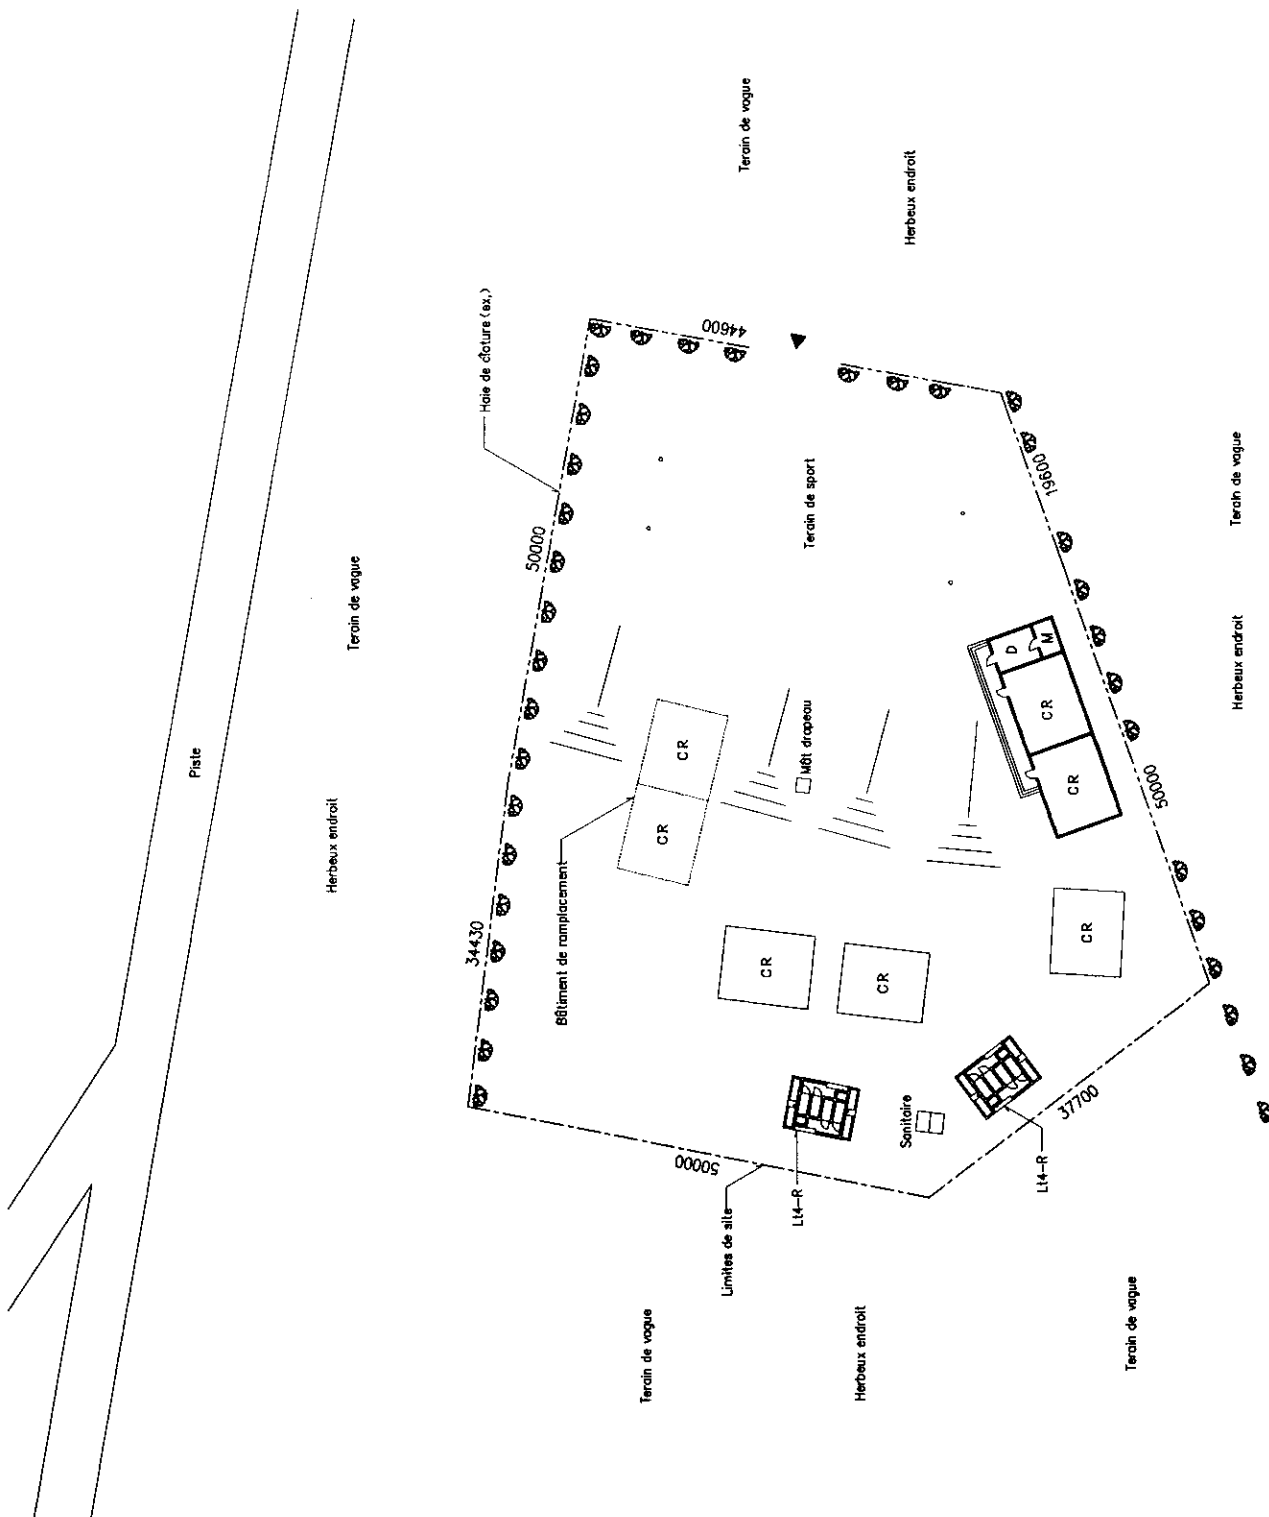 Piste
Terain de vague
Herbeux endroit
Terain de vague
Herbeux endroit
Haie de cloture (ex,)
44600
50000
34430
Terain de sport
19600
Bâtiment de ramplacement
CR
CR
Mât drapeau
D
M
CR
CR
50000
CR
CR
CR
Sanitaire
Lt4-R
Lt4-R
37700
50000
Limites de site
Terain de vague
Herbeux endroit
Terain de vague
Terain de vague
Herbeux endroit